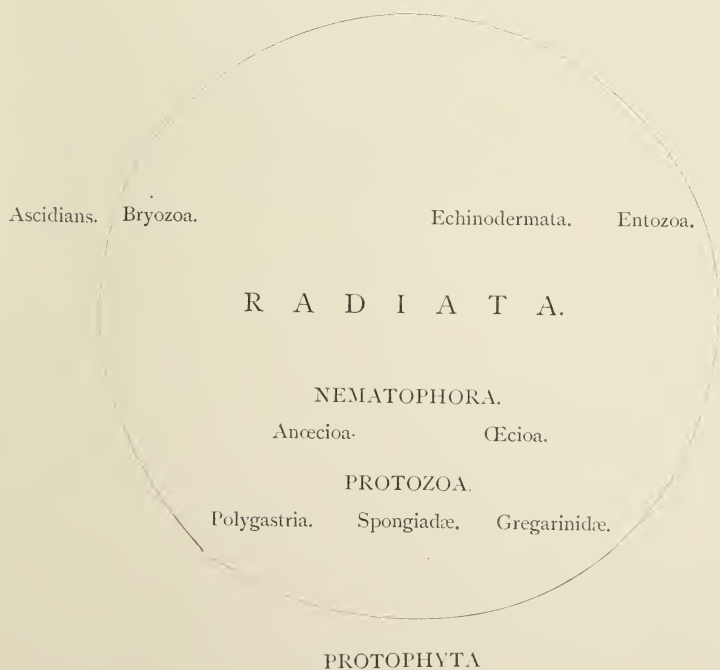 Ascidians. Bryozoa. Echinodermata. Entozoa.
R A D I A T A.
NEMATOPHORA.
Anœcioa. Œcioa.
PROTOZOA.
Polygastria. Spongiadæ. Gregarinidæ.
PROTOPHYTA